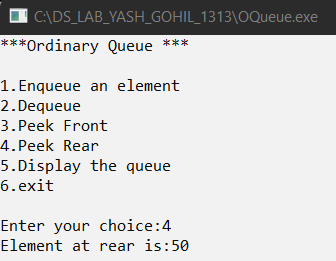 C:\DS_LAB_YASH_GOHIL_1313\OQueue.exe
***Ordinary Queue ***
1.Enqueue an element
2.Dequeue
3.Peek Front
4.Peek Rear
5.Display the queue
6.exit
Enter your choice:4
Element at rear is:50